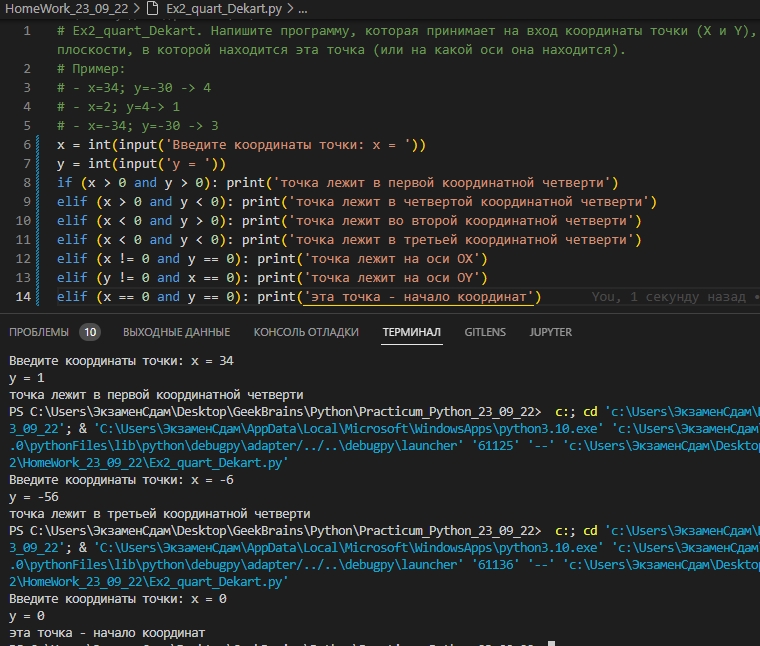 HomeWork_23_09_22 > Ex2_quart_Dekart.py > ...
1 # Ex2_quart_Dekart. Напишите программу, которая принимает на вход координаты точки (X и Y),
плоскости, в которой находится эта точка (или на какой оси она находится).
2 # Пример:
3 # - x=34; y=-30 -> 4
4 # - x=2; y=4-> 1
5 # - x=-34; y=-30 -> 3
6 x = int(input('Введите координаты точки: x = '))
7 y = int(input('y = '))
8 if (x > 0 and y > 0): print('точка лежит в первой координатной четверти')
9 elif (x > 0 and y < 0): print('точка лежит в четвертой координатной четверти')
10 elif (x < 0 and y > 0): print('точка лежит во второй координатной четверти')
11 elif (x < 0 and y < 0): print('точка лежит в третьей координатной четверти')
12 elif (x != 0 and y == 0): print('точка лежит на оси OX')
13 elif (y != 0 and x == 0): print('точка лежит на оси OY')
14 elif (x == 0 and y == 0): print('эта точка - начало координат') You, 1 секунду назад •
ПРОБЛЕМЫ 10 ВЫХОДНЫЕ ДАННЫЕ КОНСОЛЬ ОТЛАДКИ ТЕРМИНАЛ GITLENS JUPYTER
Введите координаты точки: x = 34
y = 1
точка лежит в первой координатной четверти
PS C:\Users\ЭкзаменСдам\Desktop\GeekBrains\Python\Practicum_Python_23_09_22> c:; cd 'c:\Users\ЭкзаменСдам\
3_09_22'; & 'C:\Users\ЭкзаменСдам\AppData\Local\Microsoft\WindowsApps\python3.10.exe' 'c:\Users\ЭкзаменСдам\
.0\pythonFiles\lib\python\debugpy\adapter/../..\debugpy\launcher' '61125' '--' 'c:\Users\ЭкзаменСдам\Desktop
2\HomeWork_23_09_22\Ex2_quart_Dekart.py'
Введите координаты точки: x = -6
y = -56
точка лежит в третьей координатной четверти
PS C:\Users\ЭкзаменСдам\Desktop\GeekBrains\Python\Practicum_Python_23_09_22> c:; cd 'c:\Users\ЭкзаменСдам\
3_09_22'; & 'C:\Users\ЭкзаменСдам\AppData\Local\Microsoft\WindowsApps\python3.10.exe' 'c:\Users\ЭкзаменСдам\
.0\pythonFiles\lib\python\debugpy\adapter/../..\debugpy\launcher' '61136' '--' 'c:\Users\ЭкзаменСдам\Desktop
2\HomeWork_23_09_22\Ex2_quart_Dekart.py'
Введите координаты точки: x = 0
y = 0
эта точка - начало координат